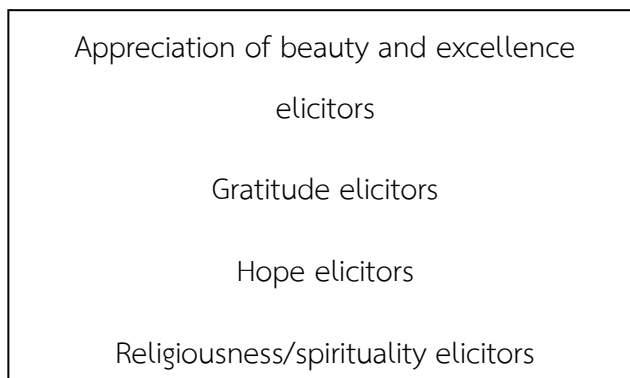 Appreciation of beauty and excellence
elicitors
Gratitude elicitors
Hope elicitors
Religiousness/spirituality elicitors